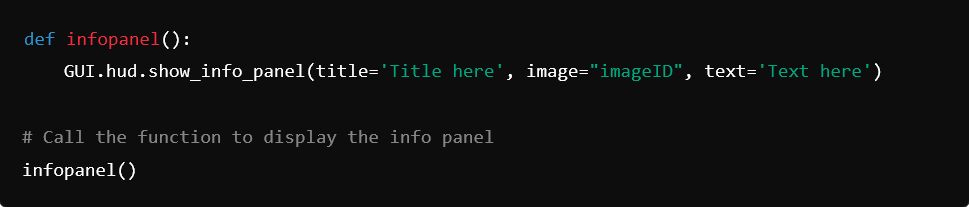 def infopanel():
    GUI.hud.show_info_panel(title='Title here', image="imageID", text='Text here')
# Call the function to display the info panel
infopanel()